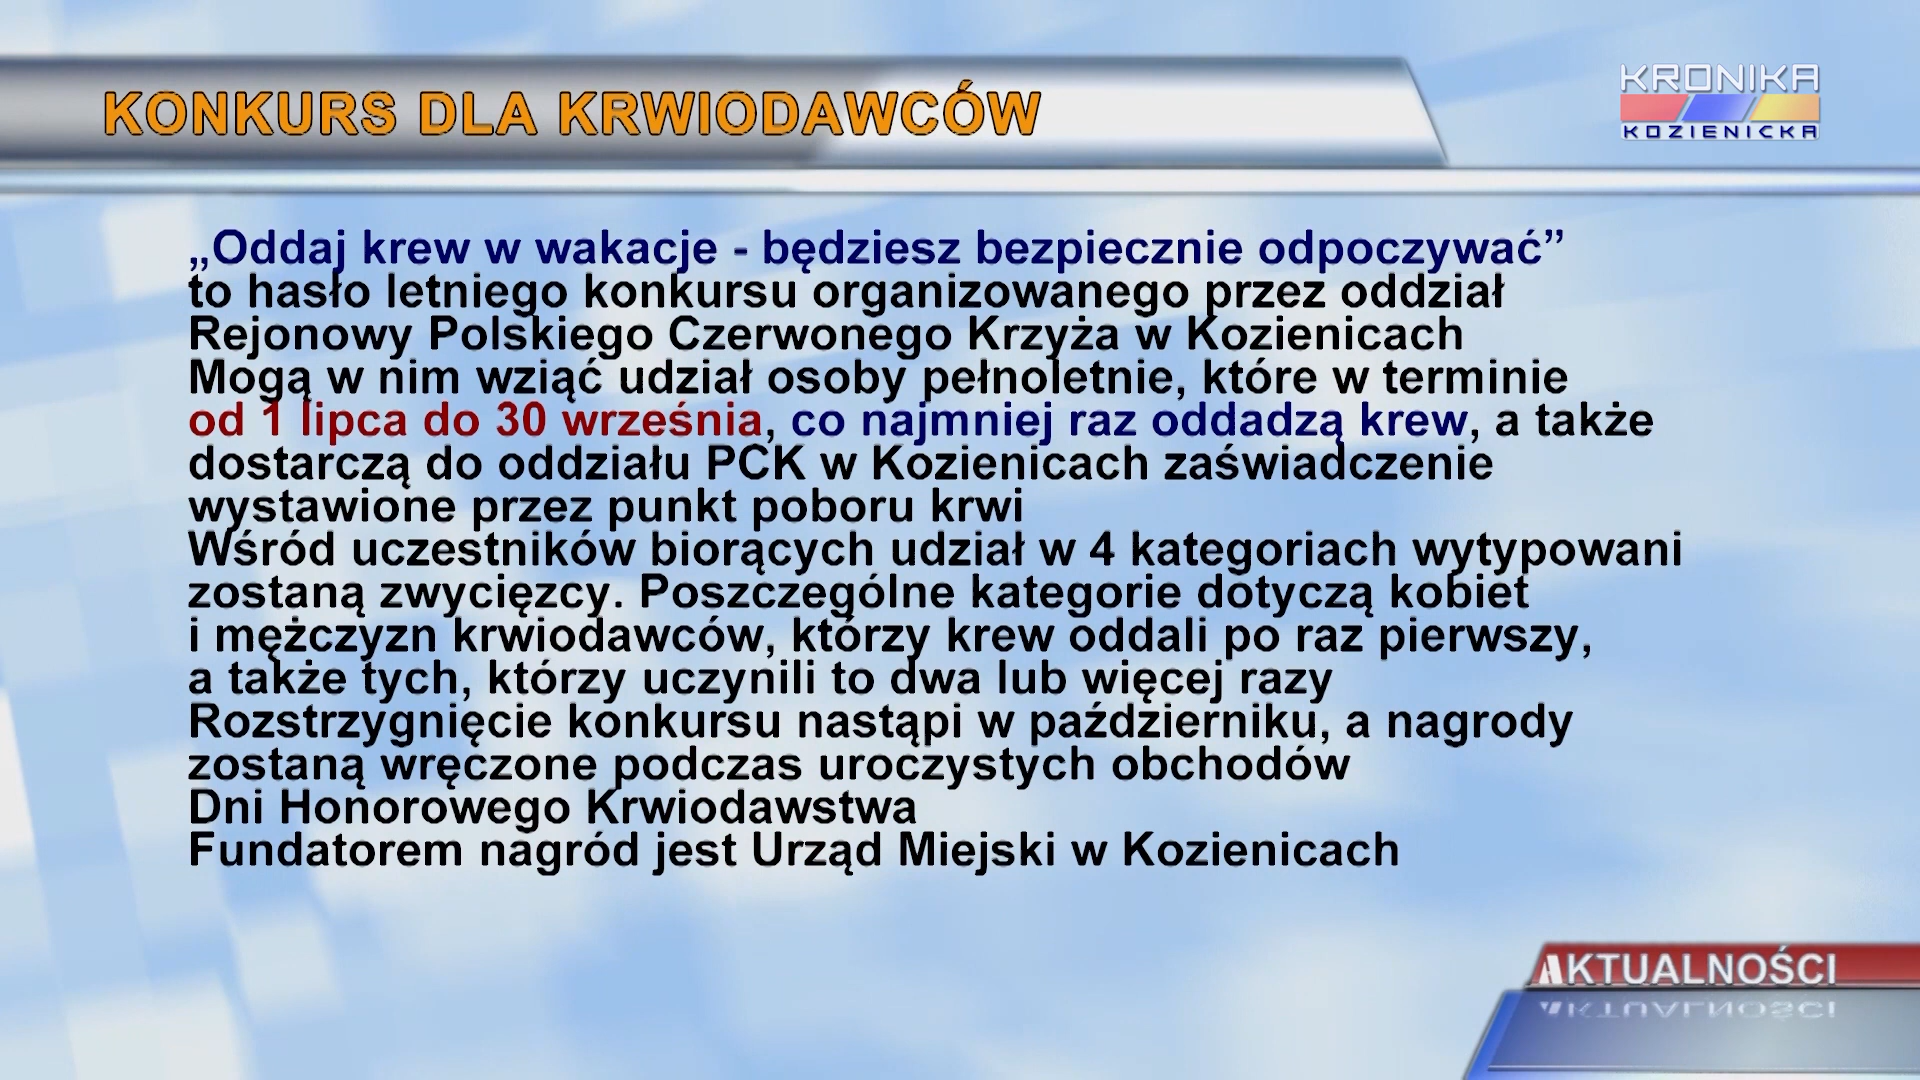 KONKURS DLA KRWIODAWCÓW
KRONIKA
KOZIENICKA
„Oddaj krew w wakacje - będziesz bezpiecznie odpoczywać”
to hasło letniego konkursu organizowanego przez oddział
Rejonowy Polskiego Czerwonego Krzyża w Kozienicach
Mogą w nim wziąć udział osoby pełnoletnie, które w terminie
od 1 lipca do 30 września, co najmniej raz oddadzą krew, a także
dostarczą do oddziału PCK w Kozienicach zaświadczenie
wystawione przez punkt poboru krwi
Wśród uczestników biorących udział w 4 kategoriach wytypowani
zostaną zwycięzcy. Poszczególne kategorie dotyczą kobiet
i mężczyzn krwiodawców, którzy krew oddali po raz pierwszy,
a także tych, którzy uczynili to dwa lub więcej razy
Rozstrzygnięcie konkursu nastąpi w październiku, a nagrody
zostaną wręczone podczas uroczystych obchodów
Dni Honorowego Krwiodawstwa
Fundatorem nagród jest Urząd Miejski w Kozienicach
AKTUALNOŚCI